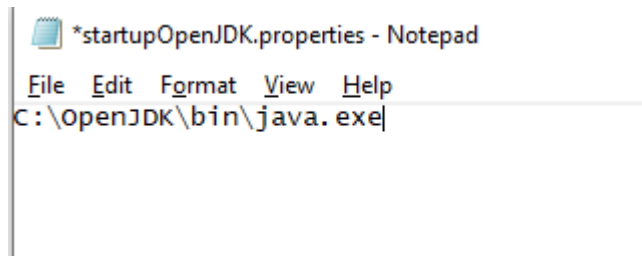 *startupOpenJDK.properties - Notepad
File Edit Format View Help
C:\OpenJDK\bin\java.exe